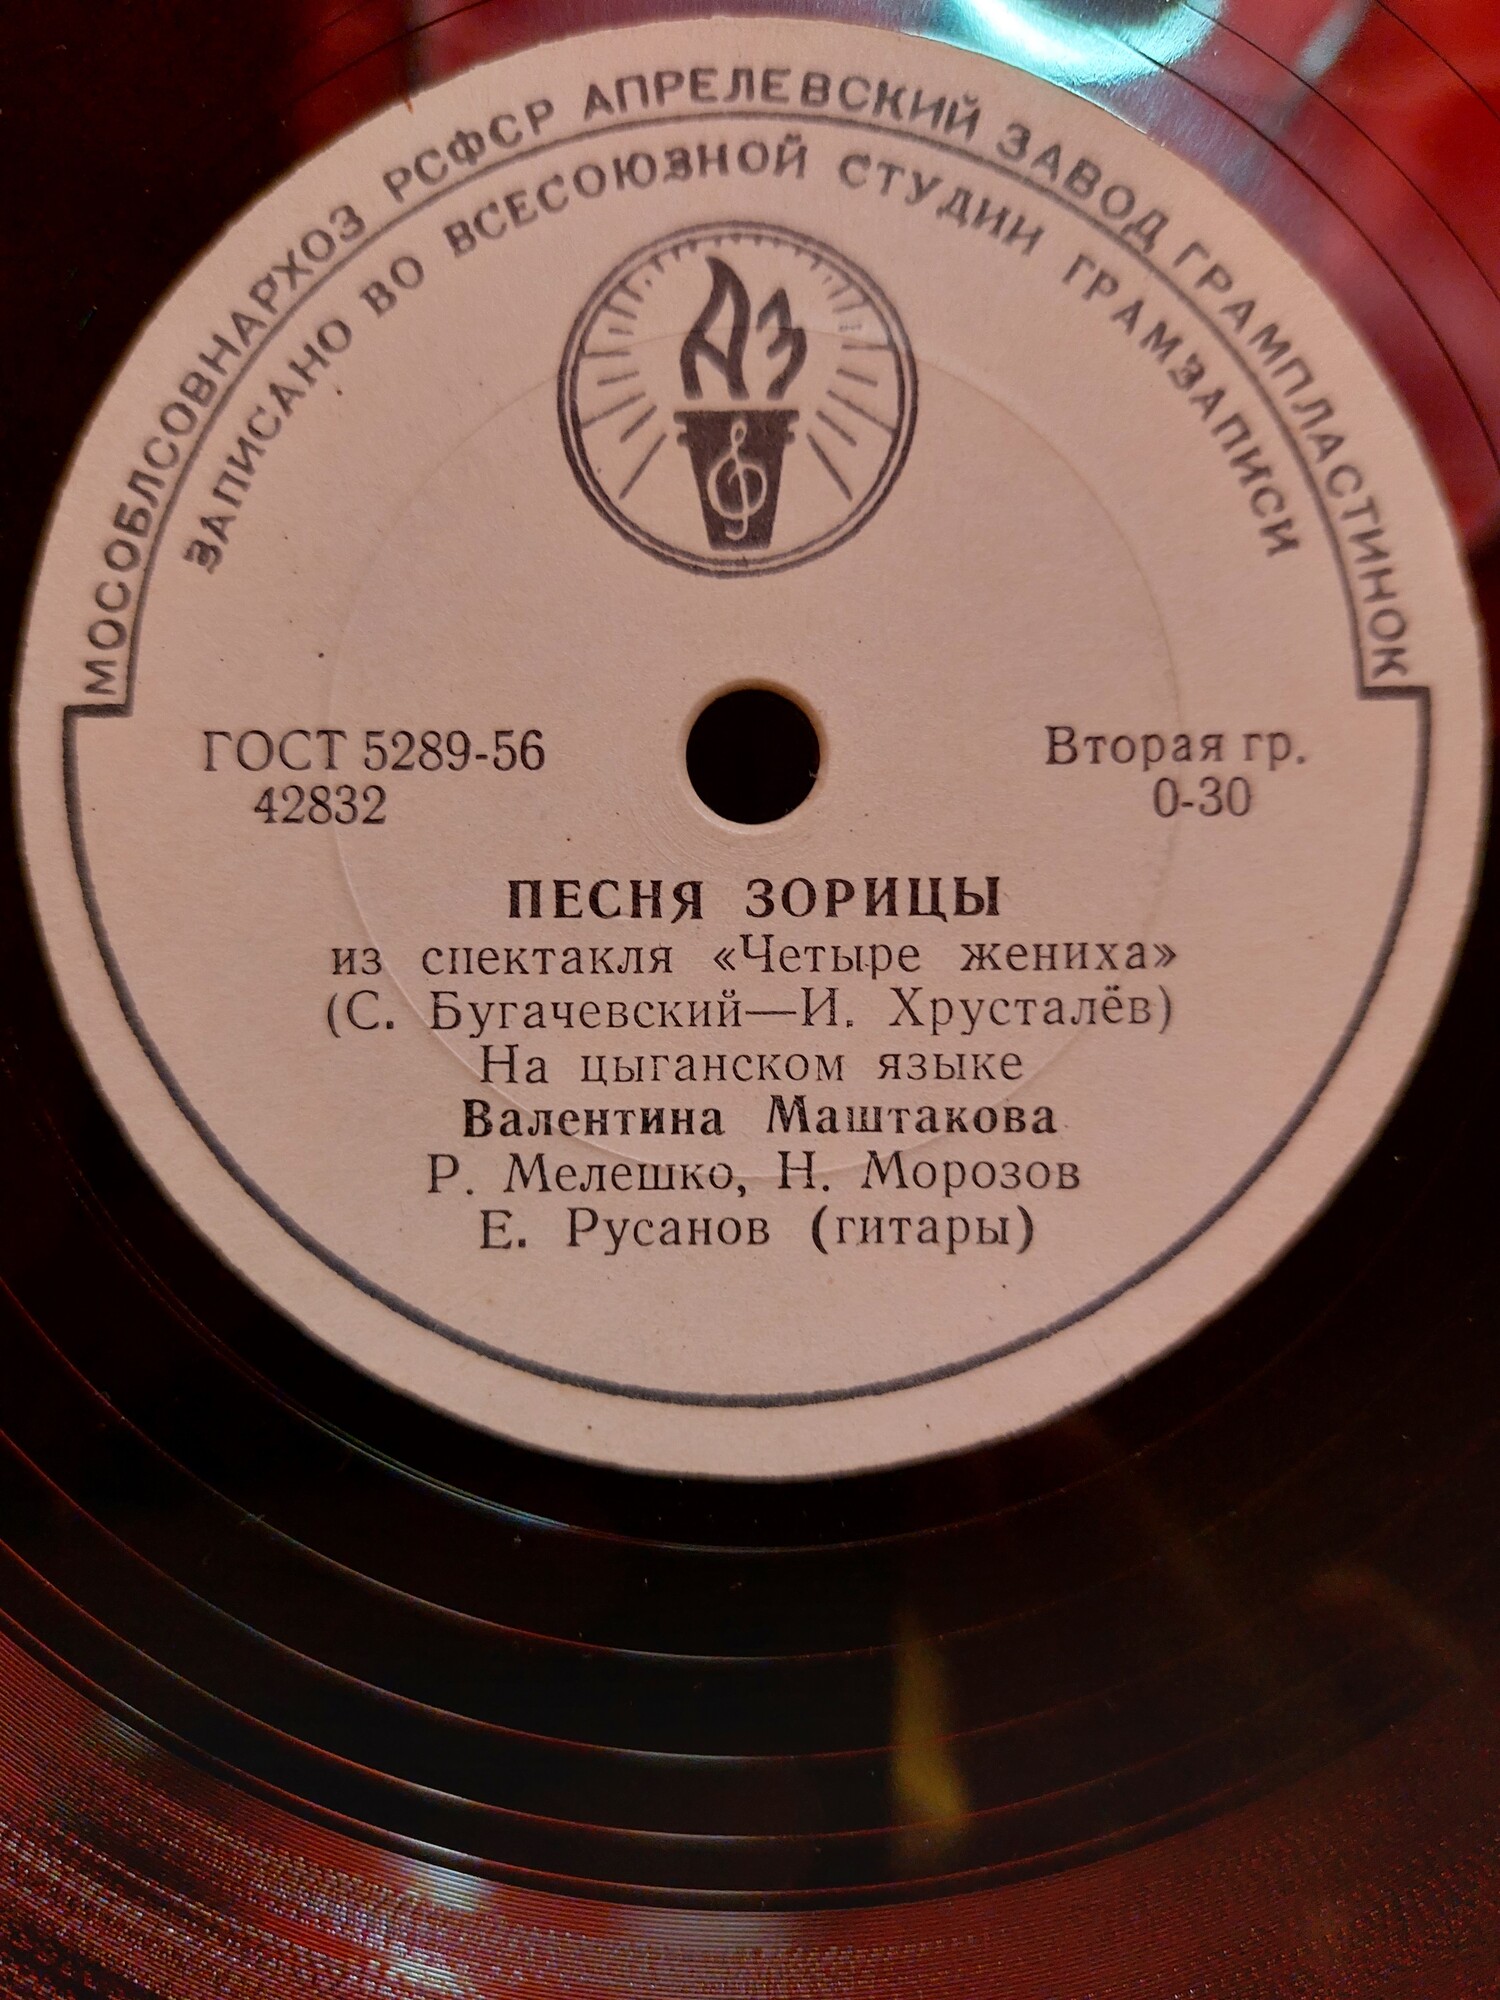 МОСОБЛСОВНАРХОЗ РСФСР АПРЕЛЕВСКИЙ ЗАВОД ГРАМПЛАСТИНОК
ЗАПИСАНО ВО ВСЕСОЮЗНОЙ СТУДИИ ГРАМЗАПИСИ
АЗ
ГОСТ 5289-56
42832
Вторая гр.
0-30
ПЕСНЯ ЗОРИЦЫ
из спектакля «Четыре жениха»
(С. Бугачевский—И. Хрусталёв)
На цыганском языке
Валентина Маштакова
Р. Мелешко, Н. Морозов
Е. Русанов (гитары)